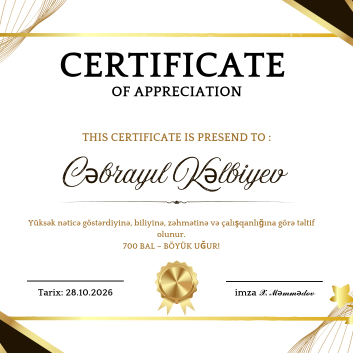 CERTIFICATE
OF APPRECIATION
THIS CERTIFICATE IS PRESEND TO :
Cəbrayıl Kəlbiyev
Yüksək nəticə göstərdiyinə, biliyinə, zəhmətinə və çalışqanlığına görə təltif
olunur.
700 BAL – BÖYÜK UĞUR!
Tarix: 28.10.2026
imza X. Məmmədov